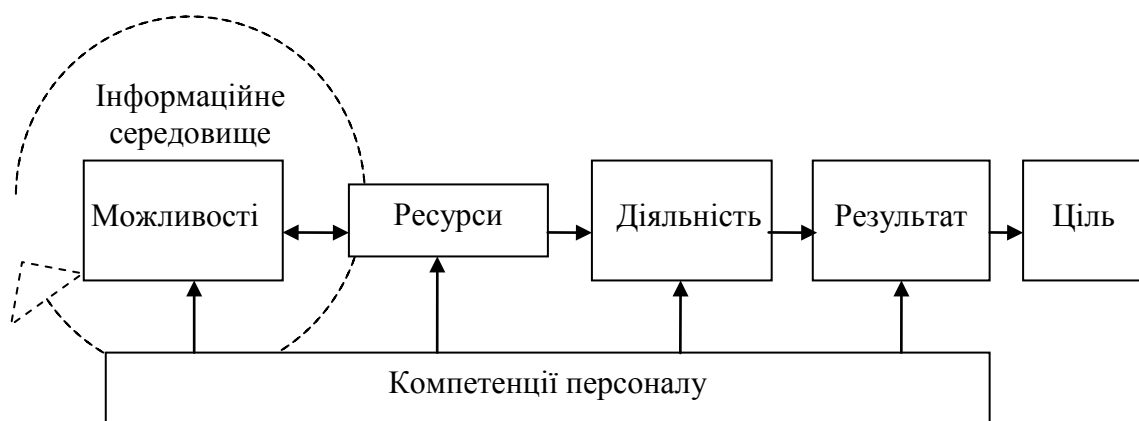 Інформаційне
середовище
Можливості
Ресурси
Діяльність
Результат
Ціль
Компетенції персоналу